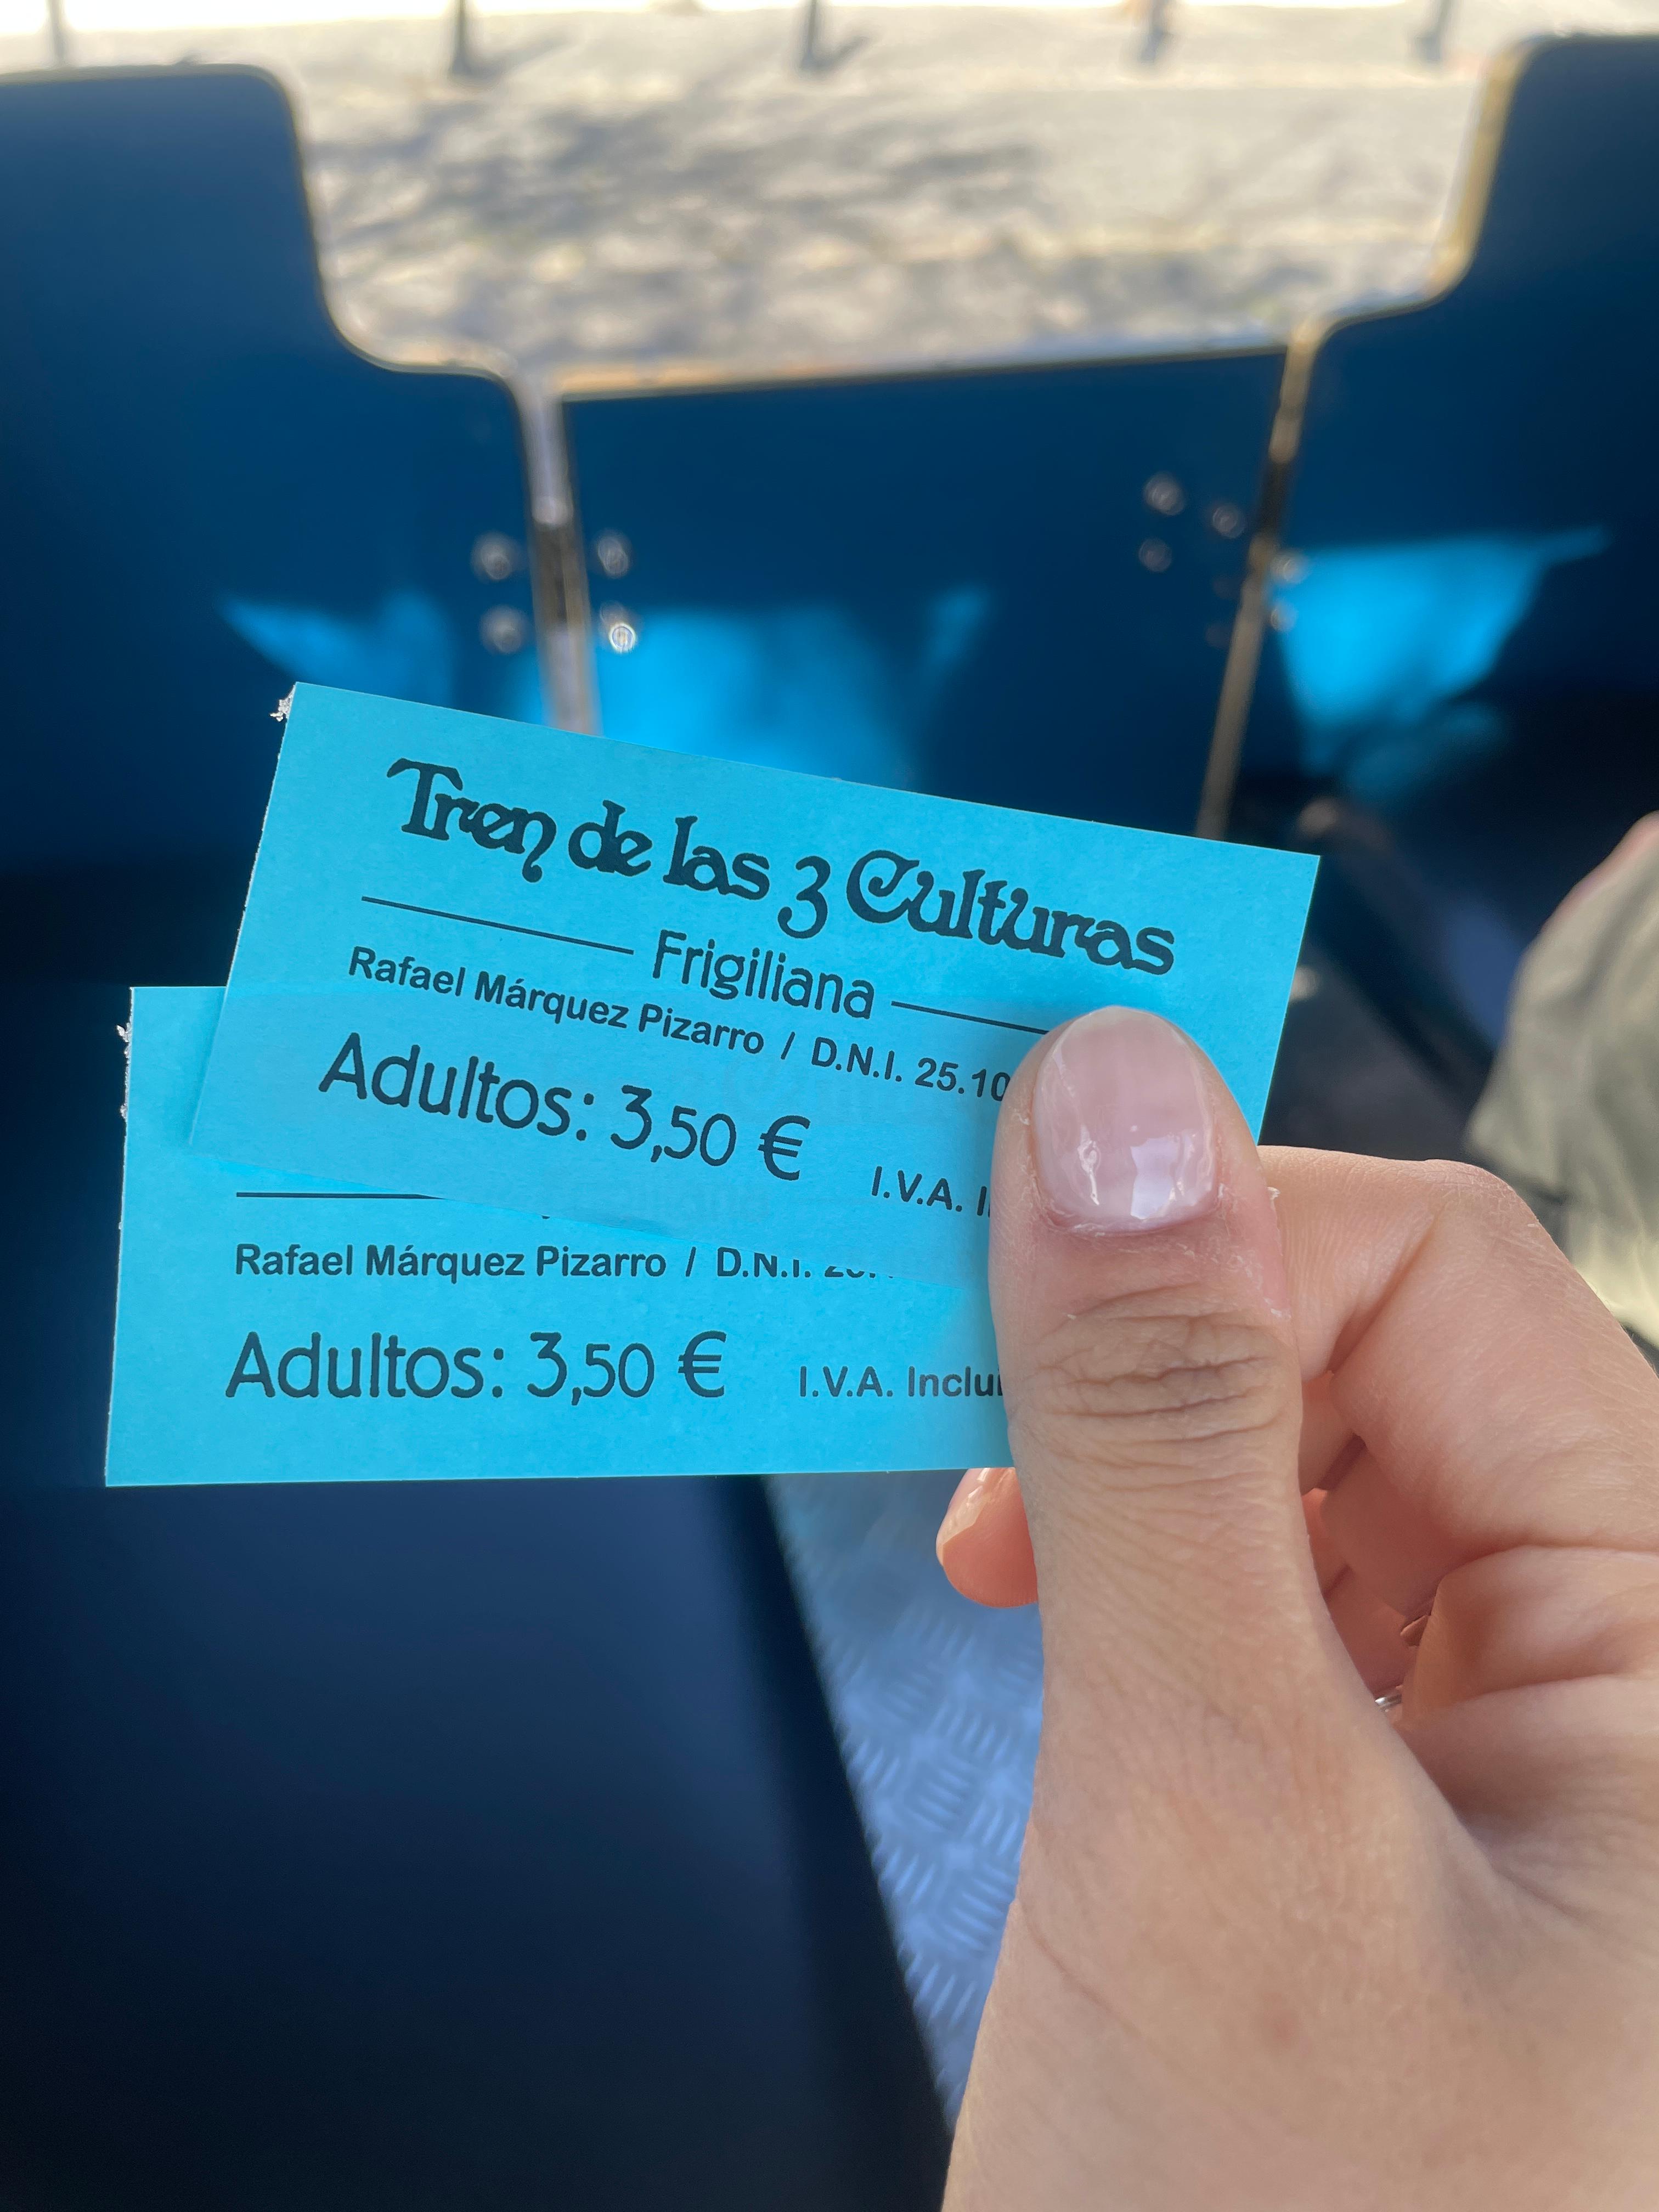 Tren de las 3 Culturas
Frigiliana
Rafael Márquez Pizarro / D.N.I. 25.10
Adultos: 3,50 €
I.V.A.
Rafael Márquez Pizarro / D.N.I.
Adultos: 3,50 €
I.V.A. Inclu